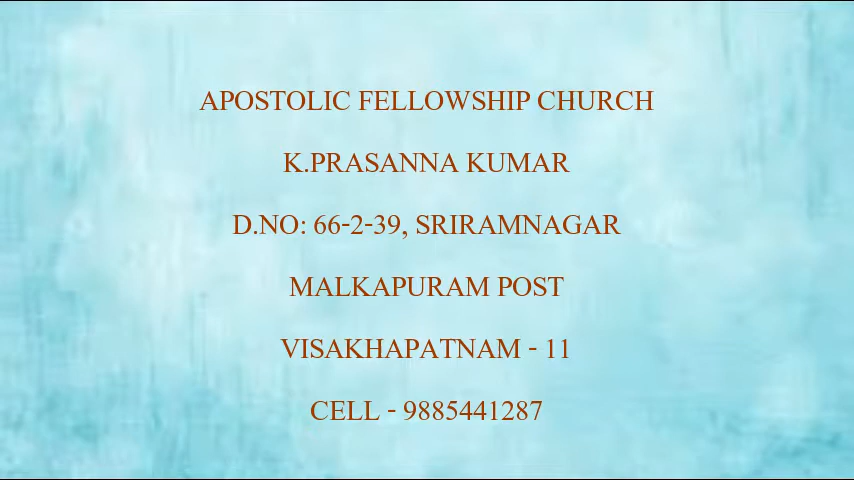 APOSTOLIC FELLOWSHIP CHURCH
K.PRASANNA KUMAR
D.NO: 66-2-39, SRIRAMNAGAR
MALKAPURAM POST
VISAKHAPATNAM - 11
CELL - 9885441287